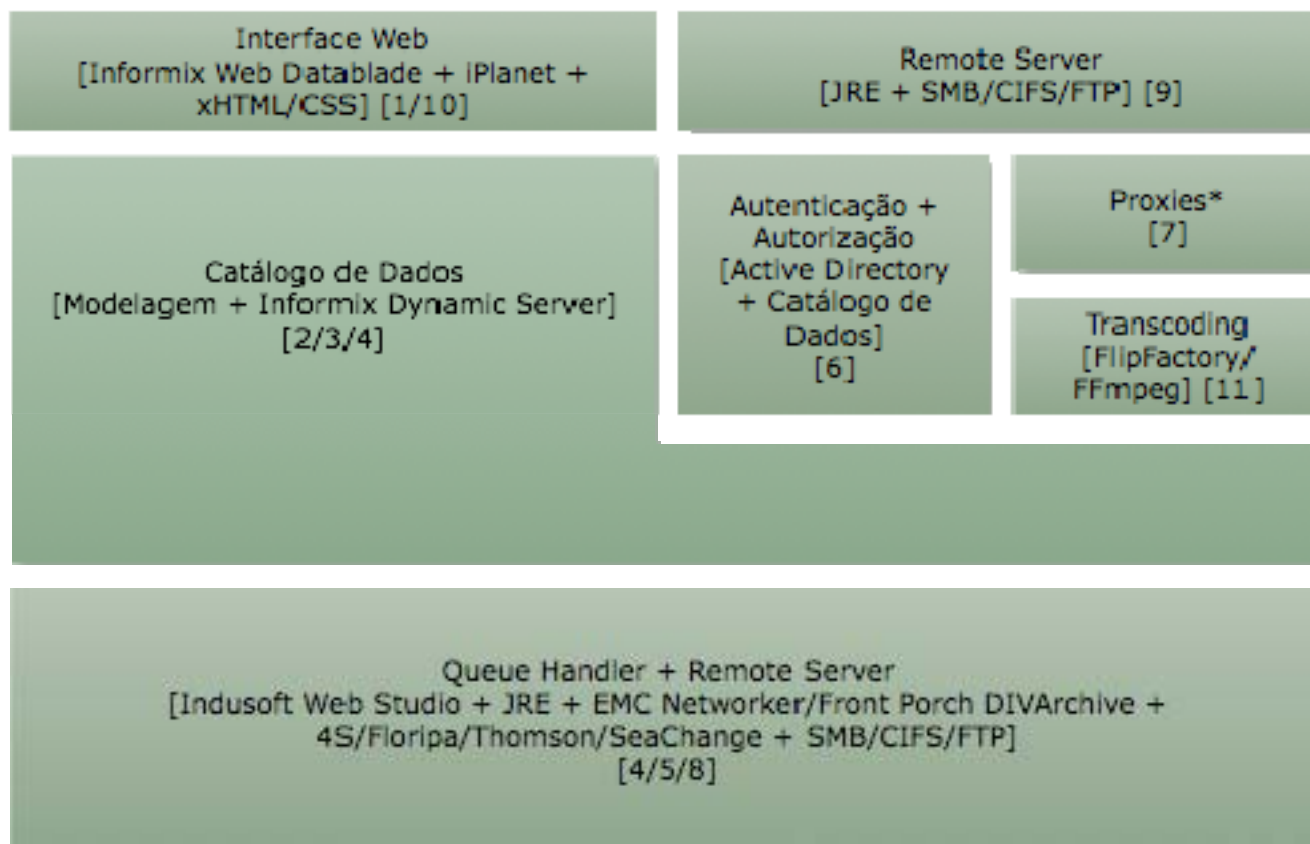 Interface Web
[Informix Web Datablade + iPlanet +
xHTML/CSS] [1/10]
Remote Server
[JRE + SMB/CIFS/FTP] [9]
Catálogo de Dados
[Modelagem + Informix Dynamic Server]
[2/3/4]
Autenticação +
Autorização
[Active Directory
+ Catálogo de
Dados]
[6]
Proxies*
[7]
Transcoding
[FlipFactory/
FFmpeg] [11]
Queue Handler + Remote Server
[Indusoft Web Studio + JRE + EMC Networker/Front Porch DIVArchive +
4S/Floripa/Thomson/SeaChange + SMB/CIFS/FTP]
[4/5/8]